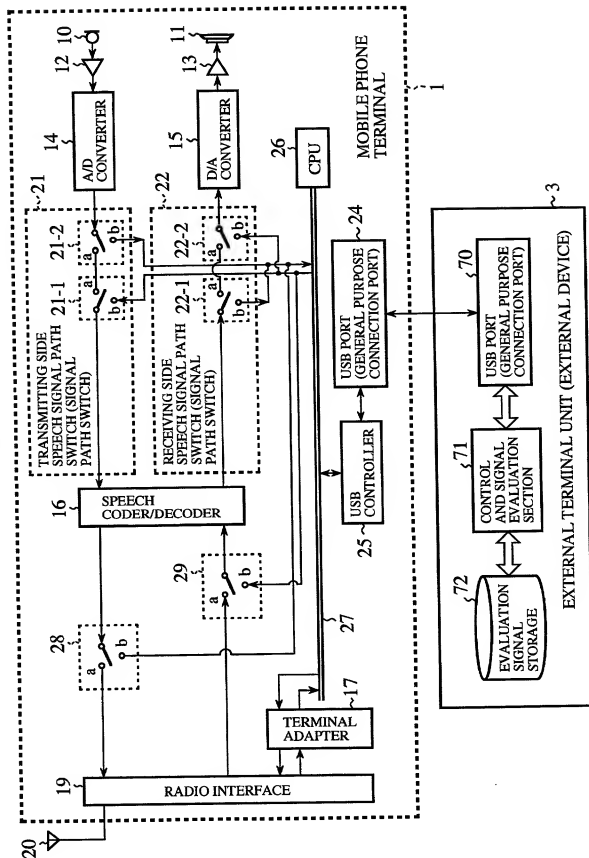 10
12
14
A/D
CONVERTER
21
21-2
21-1
a
b
a
b
TRANSMITTING SIDE
SPEECH SIGNAL PATH
SWITCH (SIGNAL
PATH SWITCH)
11
13
15
D/A
CONVERTER
22
22-2
22-1
a
b
a
b
RECEIVING SIDE
SPEECH SIGNAL PATH
SWITCH (SIGNAL
PATH SWITCH)
16
SPEECH
CODER/DECODER
28
a
b
29
a
b
26
CPU
MOBILE PHONE
TERMINAL
1
24
USB PORT
(GENERAL PURPOSE
CONNECTION PORT)
USB
CONTROLLER
25
27
17
TERMINAL
ADAPTER
19
RADIO INTERFACE
20
3
70
USB PORT
(GENERAL PURPOSE
CONNECTION PORT)
71
CONTROL
AND SIGNAL
EVALUATION
SECTION
72
EVALUATION
SIGNAL
STORAGE
EXTERNAL TERMINAL UNIT (EXTERNAL DEVICE)